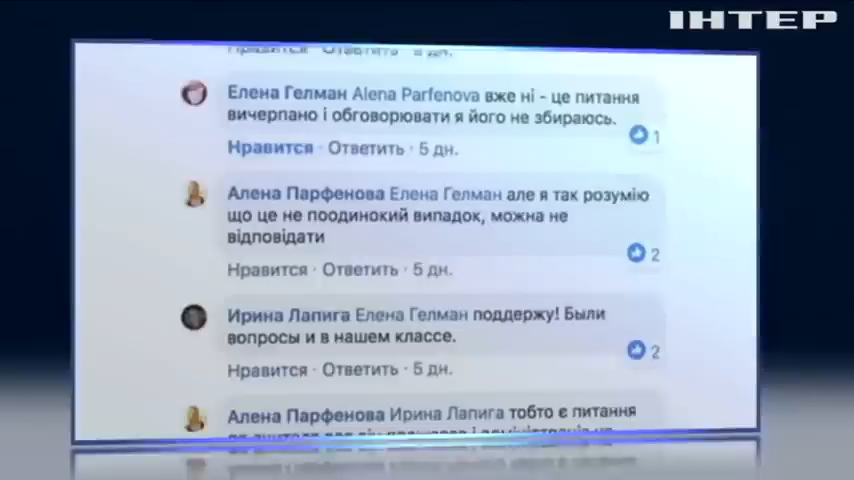 ІНТЕР
Нравится · Ответить · 5 дн.
Елена Гелман Alena Parfenova вже ні - це питання
вичерпано і обговорювати я його не збираюсь.
1
Нравится · Ответить · 5 дн.
Алена Парфенова Елена Гелман але я так розумію
що це не поодинокий випадок, можна не
відповідати
2
Нравится · Ответить · 5 дн.
Ирина Лапига Елена Гелман поддержу! Были
вопросы и в нашем классе.
2
Нравится · Ответить · 5 дн.
Алена Парфенова Ирина Лапига тобто є питання